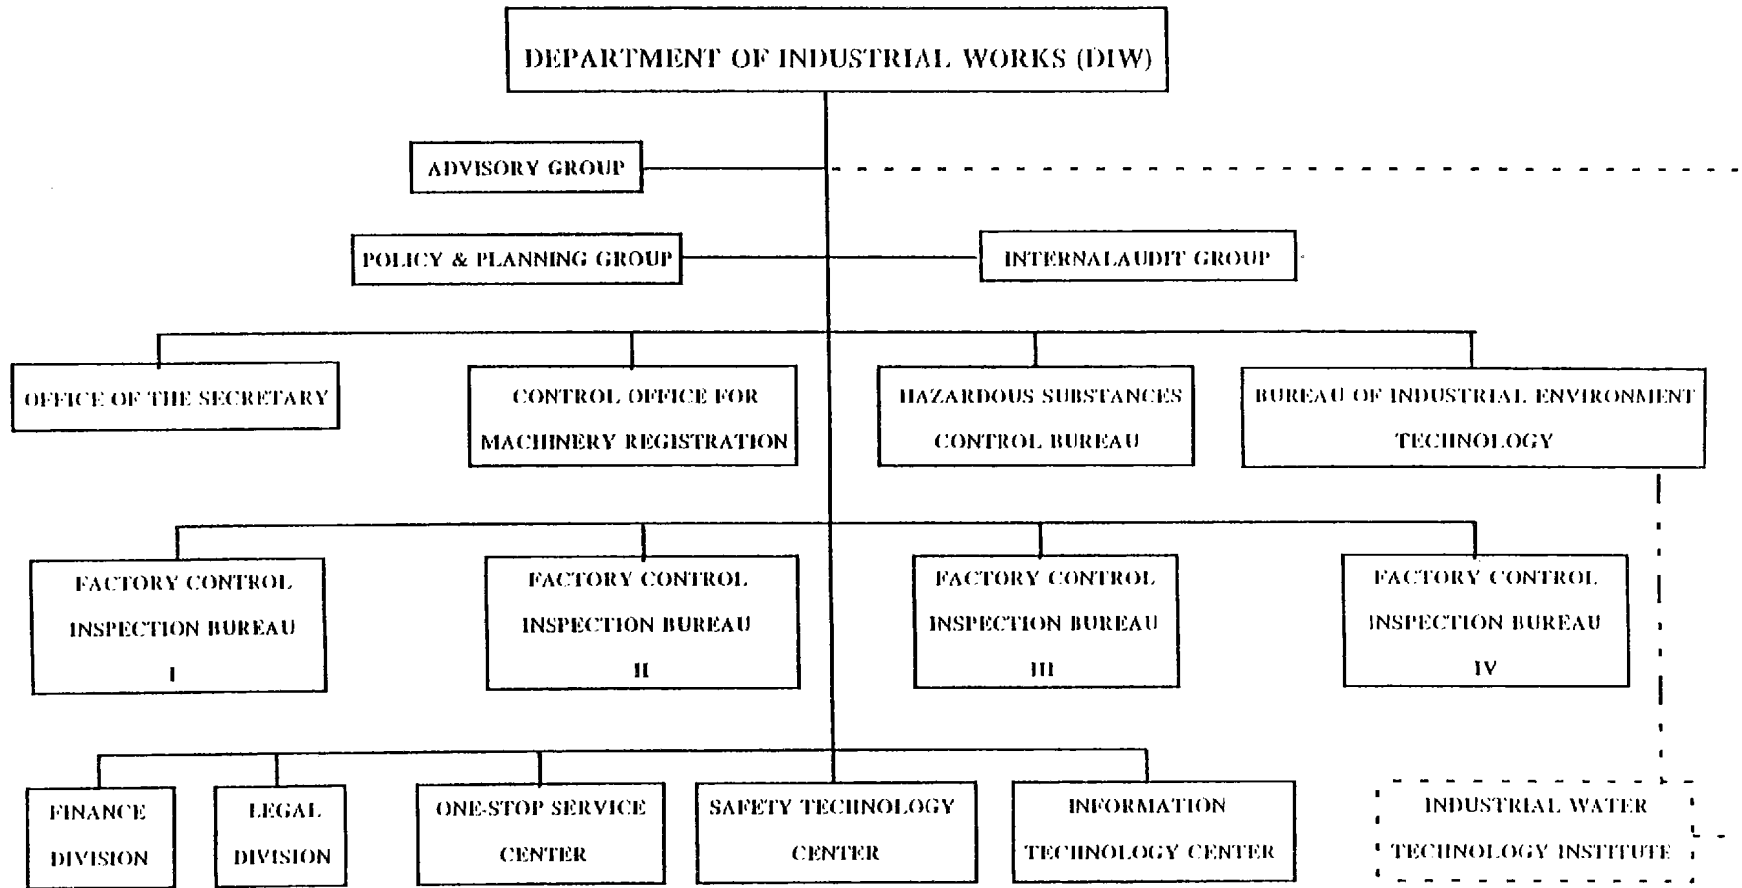 DEPARTMENT OF INDUSTRIAL WORKS (DIW)
ADVISORY GROUP
POLICY & PLANNING GROUP
INTERNALAUDIT GROUP
OFFICE OF THE SECRETARY
CONTROL OFFICE FOR
MACHINERY REGISTRATION
HAZARDOUS SUBSTANCES
CONTROL BUREAU
BUREAU OF INDUSTRIAL ENVIRONMENT
TECHNOLOGY
FACTORY CONTROL
INSPECTION BUREAU
I
FACTORY CONTROL
INSPECTION BUREAU
II
FACTORY CONTROL
INSPECTION BUREAU
III
FACTORY CONTROL
INSPECTION BUREAU
IV
FINANCE
DIVISION
LEGAL
DIVISION
ONE-STOP SERVICE
CENTER
SAFETY TECHNOLOGY
CENTER
INFORMATION
TECHNOLOGY CENTER
INDUSTRIAL WATER
TECHNOLOGY INSTITUTE